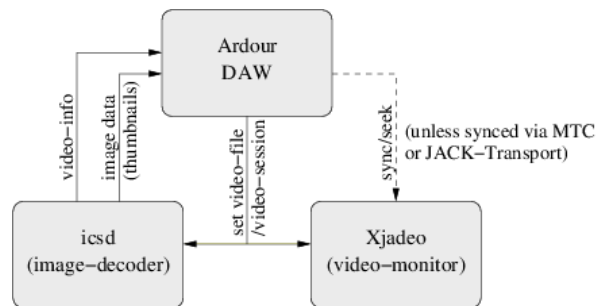 Ardour
DAW
video−info
image data
(thumbnails)
set video−file
/video−session
sync/seek
(unless synced via MTC
or JACK−Transport)
icsd
(image−decoder)
Xjadeo
(video−monitor)